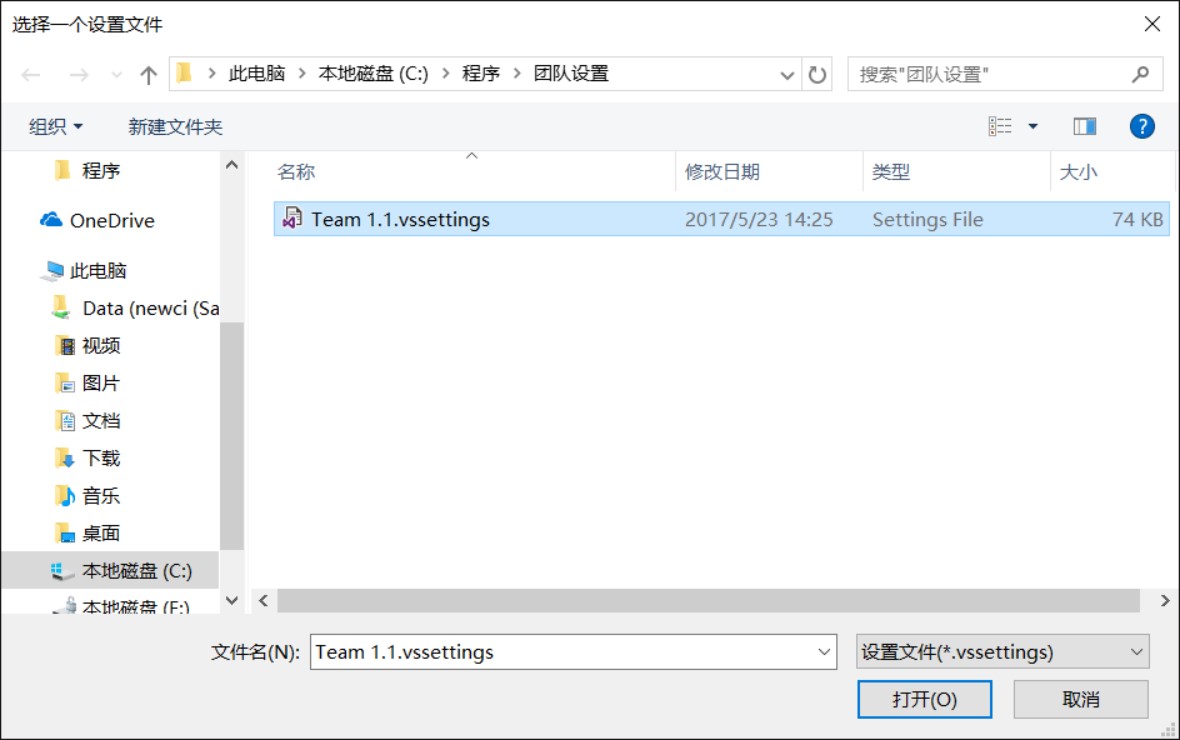 选择一个设置文件
此电脑 本地磁盘 (C:) 程序 团队设置
搜索"团队设置"
组织 新建文件夹
名称 修改日期 类型 大小
Team 1.1.vssettings 2017/5/23 14:25 Settings File 74 KB
程序
OneDrive
此电脑
Data (newci (Sa
视频
图片
文档
下载
音乐
桌面
本地磁盘 (C:)
本地磁盘 (F:)
文件名(N): Team 1.1.vssettings 设置文件(*.vssettings)
打开(O) 取消